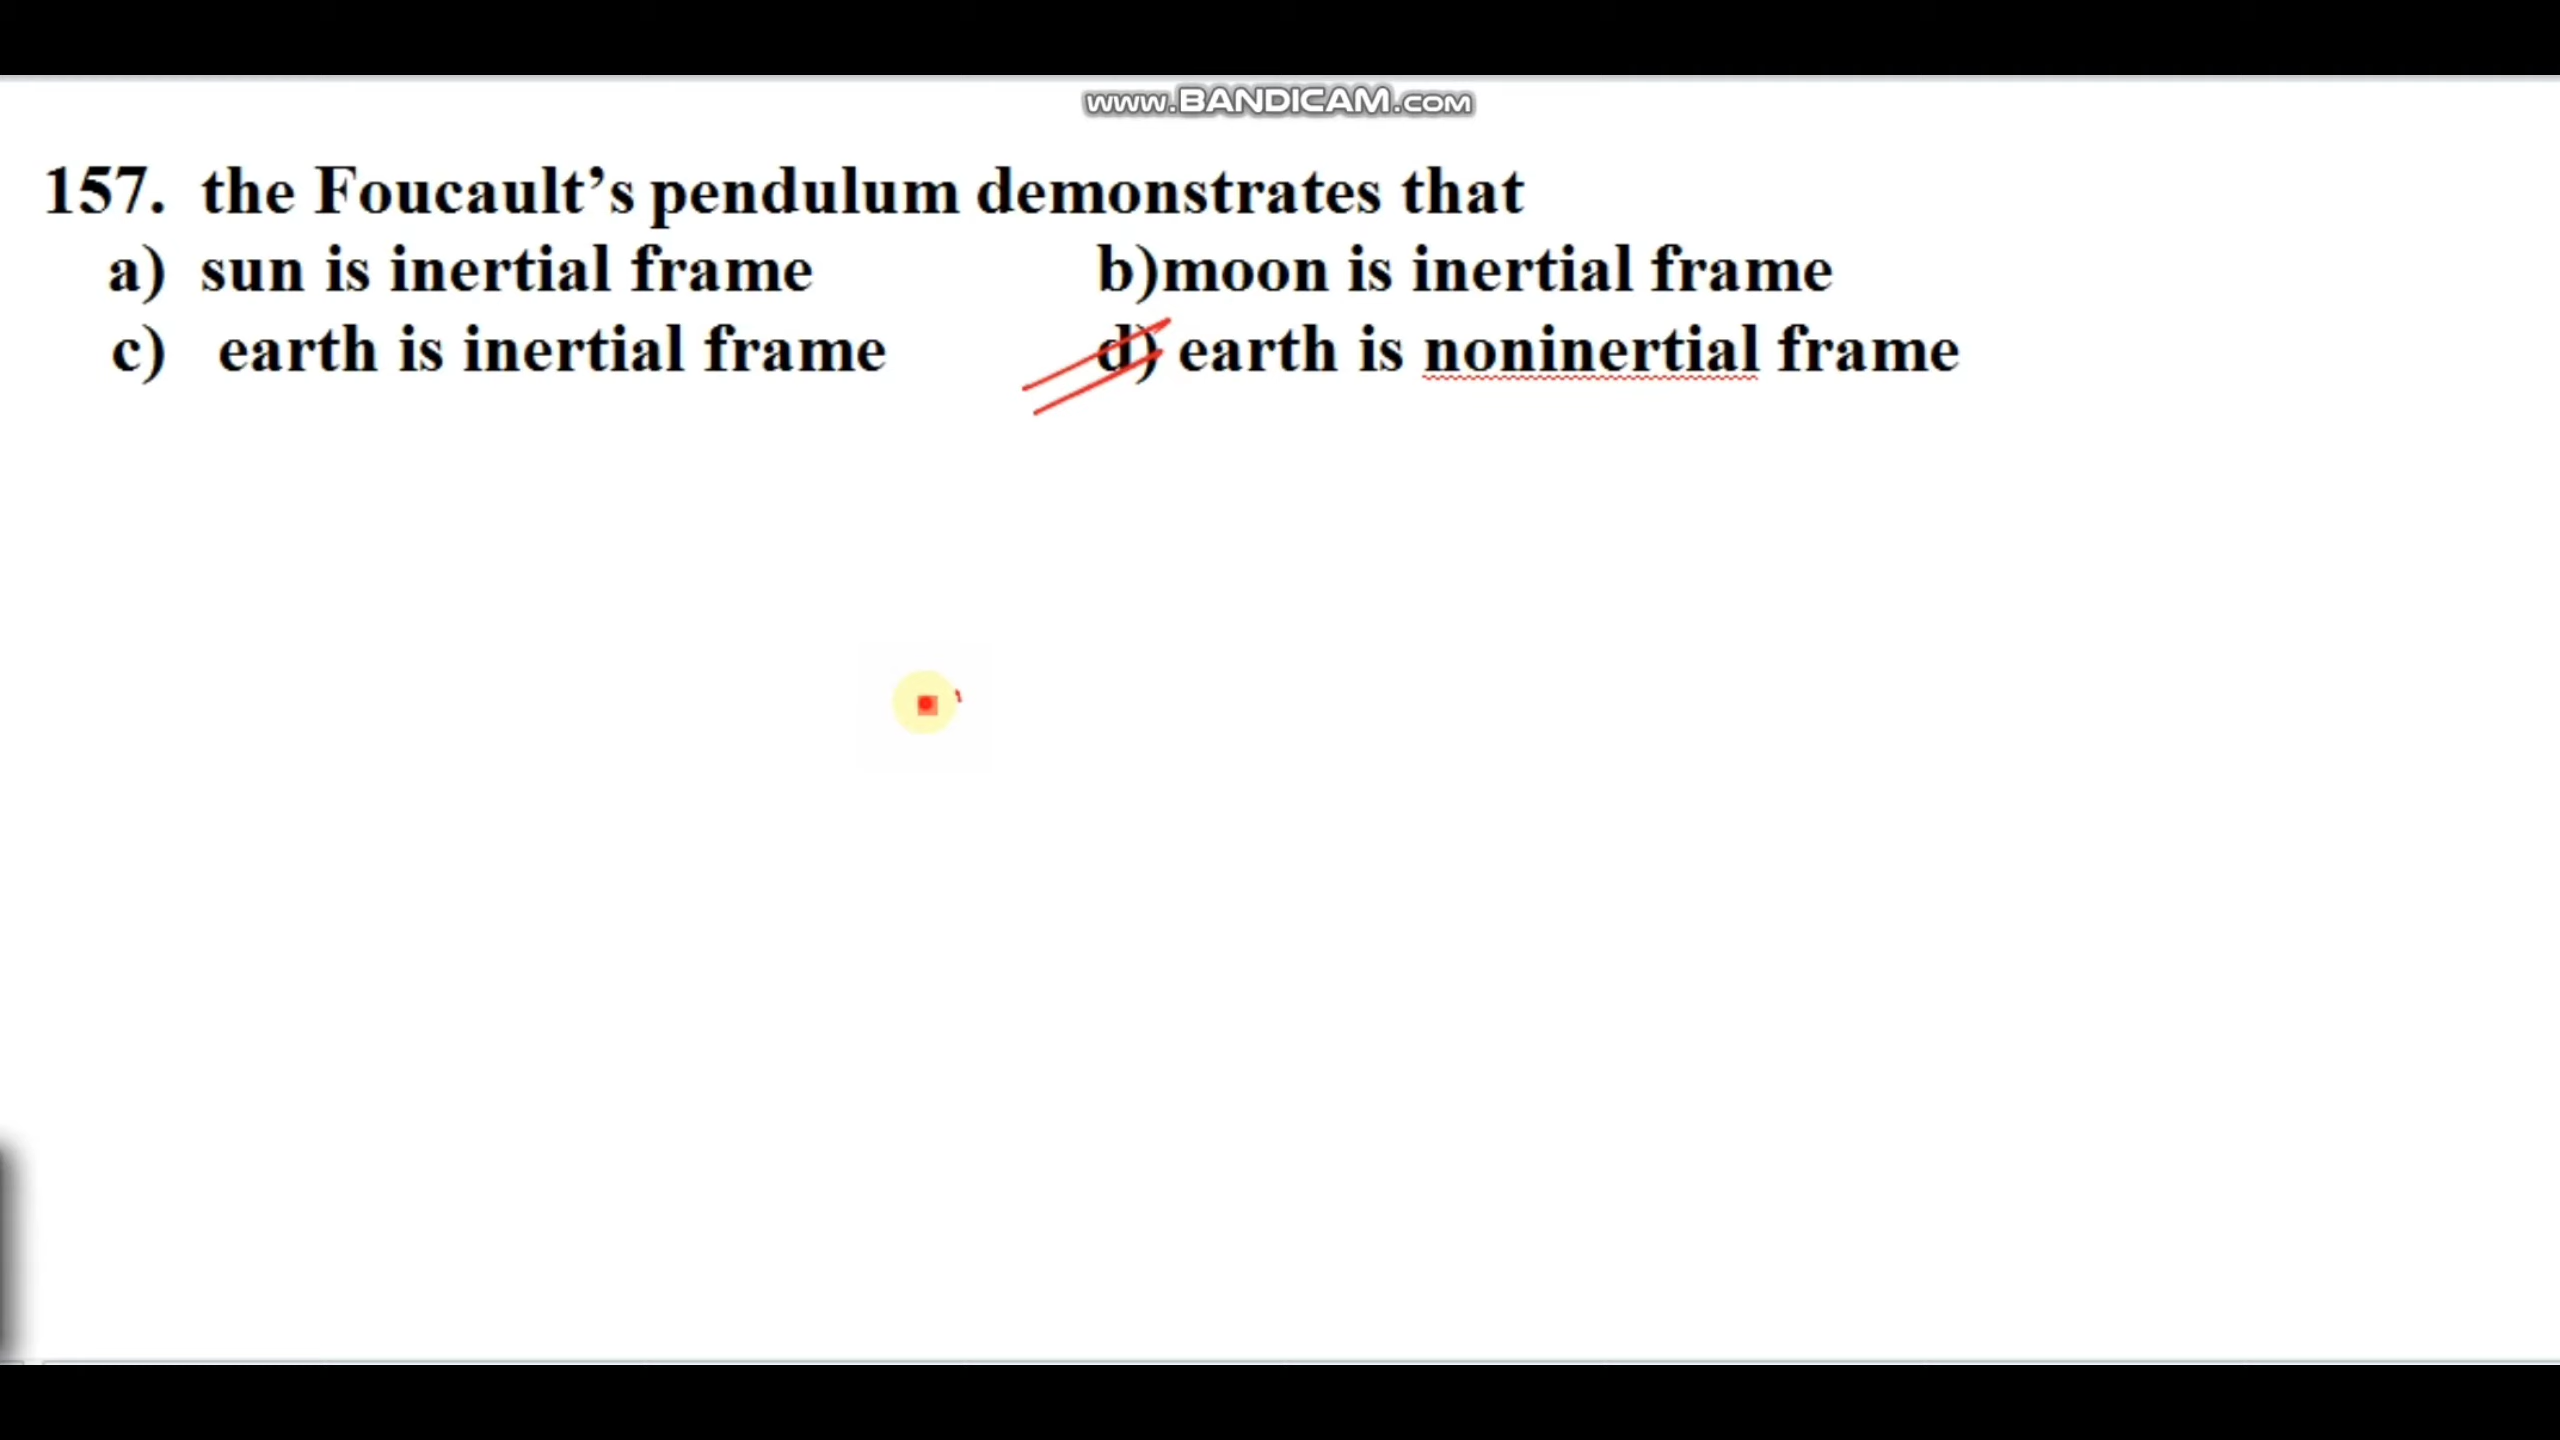 www.BANDICAM.com
157. the Foucault’s pendulum demonstrates that
a) sun is inertial frame b)moon is inertial frame
c) earth is inertial frame d) earth is noninertial frame